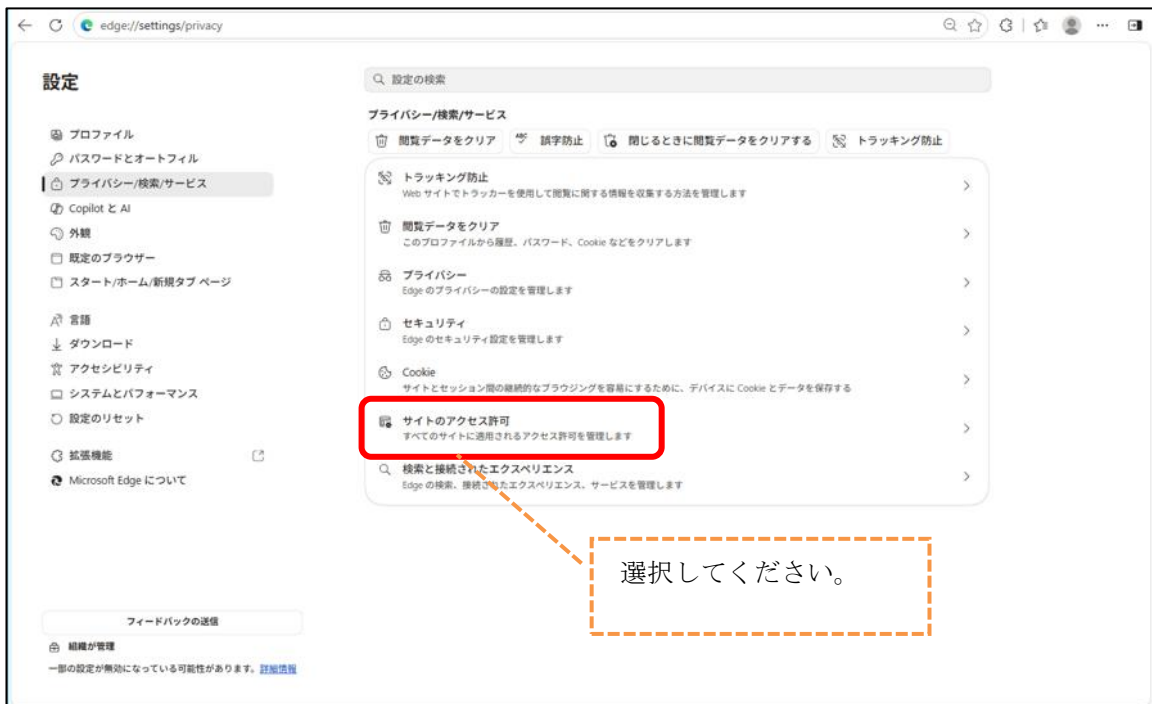 edge://settings/privacy
設定
設定の検索
プロファイル
パスワードとオートフィル
プライバシー/検索/サービス
Copilot と AI
外観
既定のブラウザー
スタート/ホーム/新規タブ ページ
言語
ダウンロード
アクセシビリティ
システムとパフォーマンス
設定のリセット
拡張機能
Microsoft Edge について
フィードバックの送信
組織が管理
一部の設定が無効になっている可能性があります。詳細情報
プライバシー/検索/サービス
閲覧データをクリア ABC 誤字防止 閉じるときに閲覧データをクリアする トラッキング防止
トラッキング防止
Web サイトでトラッカーを使用して閲覧に関する情報を収集する方法を管理します
閲覧データをクリア
このプロファイルから履歴、パスワード、Cookie などをクリアします
プライバシー
Edge のプライバシーの設定を管理します
セキュリティ
Edge のセキュリティ設定を管理します
Cookie
サイトとセッション間の継続的なブラウジングを容易にするために、デバイスに Cookie とデータを保存する
サイトのアクセス許可
すべてのサイトに適用されるアクセス許可を管理します
検索と接続されたエクスペリエンス
Edge の検索、接続されたエクスペリエンス、サービスを管理します
選択してください。